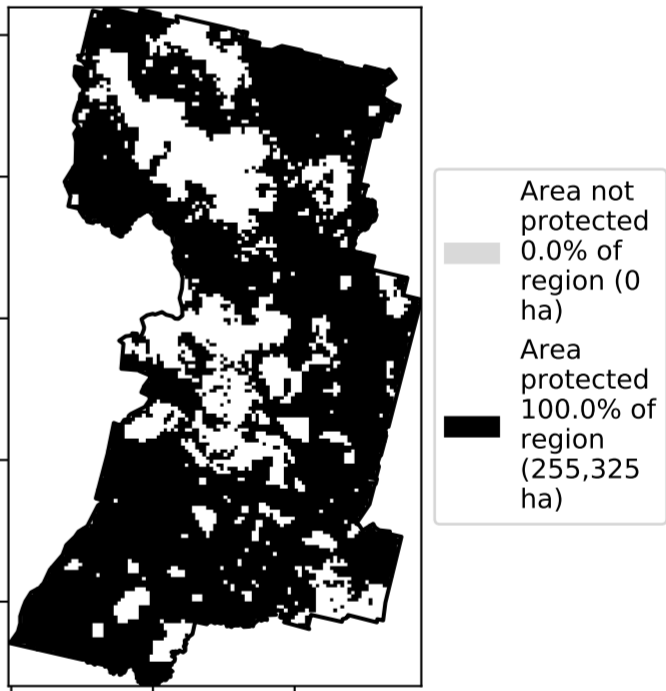 Area not
protected
0.0% of
region (0
ha)
Area
protected
100.0% of
region
(255,325
ha)